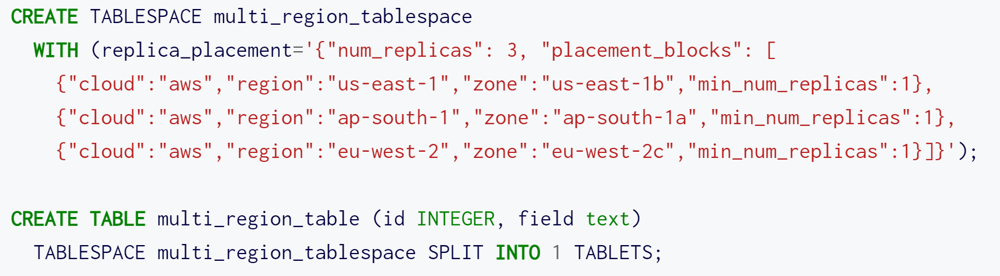 CREATE TABLESPACE multi_region_tablespace
  WITH (replica_placement='{"num_replicas": 3, "placement_blocks": [
    {"cloud":"aws","region":"us-east-1","zone":"us-east-1b","min_num_replicas":1},
    {"cloud":"aws","region":"ap-south-1","zone":"ap-south-1a","min_num_replicas":1},
    {"cloud":"aws","region":"eu-west-2","zone":"eu-west-2c","min_num_replicas":1}]}');

CREATE TABLE multi_region_table (id INTEGER, field text)
  TABLESPACE multi_region_tablespace SPLIT INTO 1 TABLETS;